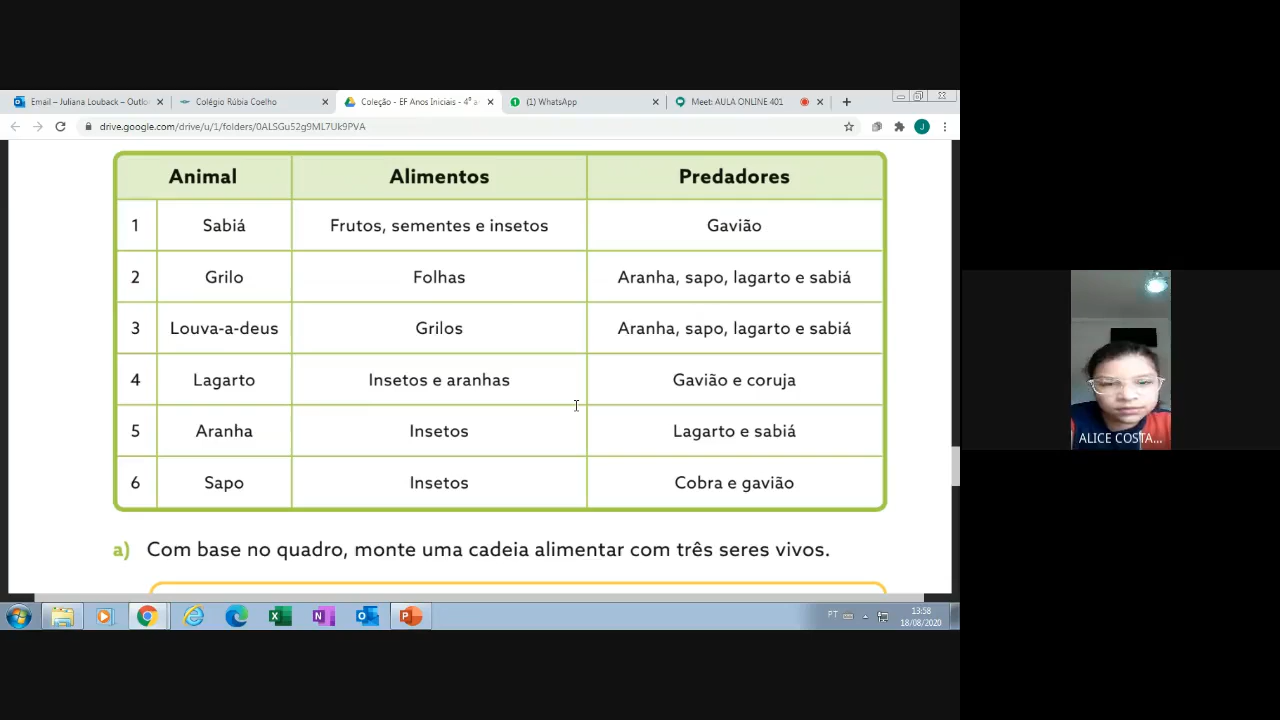 Email – Juliana Louback – Outlo
Colégio Rúbia Coelho
Coleção - EF Anos Iniciais - 4º a
(1) WhatsApp
Meet: AULA ONLINE 401
drive.google.com/drive/u/1/folders/0ALSGu52g9ML7Uk9PVA
J
Animal Alimentos Predadores
1 Sabiá Frutos, sementes e insetos Gavião
2 Grilo Folhas Aranha, sapo, lagarto e sabiá
3 Louva-a-deus Grilos Aranha, sapo, lagarto e sabiá
4 Lagarto Insetos e aranhas Gavião e coruja
5 Aranha Insetos Lagarto e sabiá
6 Sapo Insetos Cobra e gavião
a) Com base no quadro, monte uma cadeia alimentar com três seres vivos.
PT
13:58
18/08/2020
ALICE COSTA...